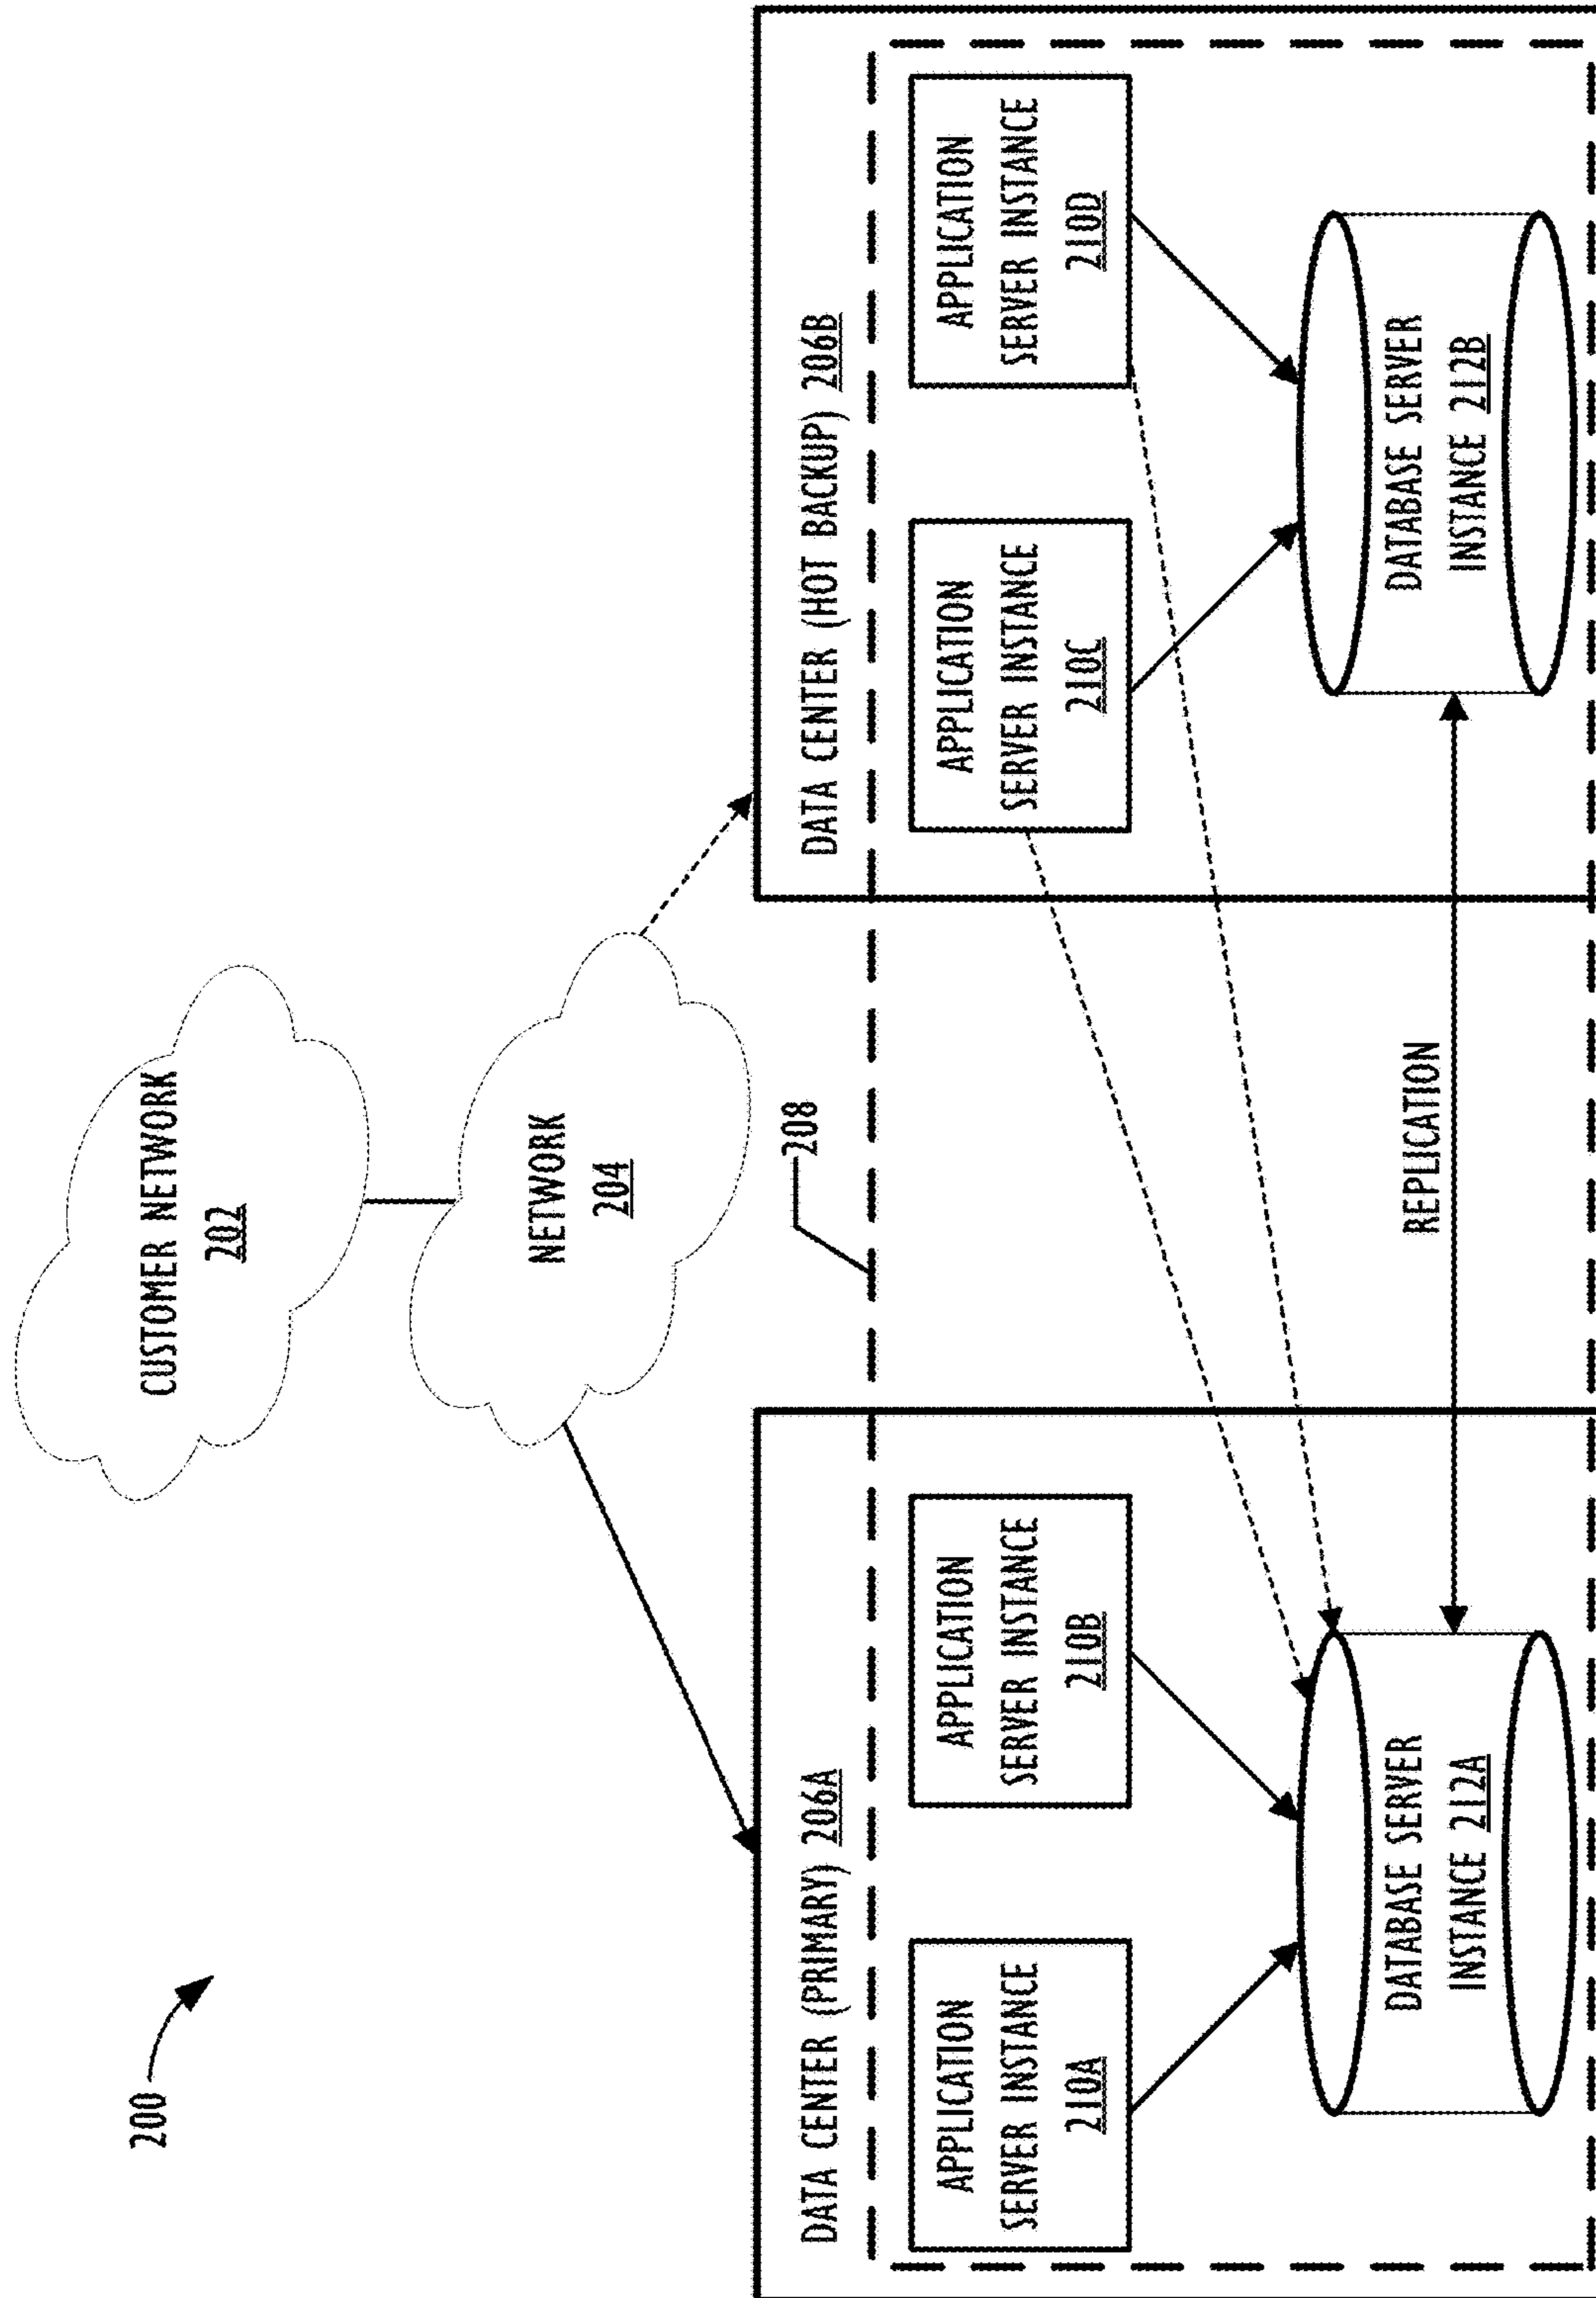 200
CUSTOMER NETWORK
202
NETWORK
204
208
DATA CENTER (PRIMARY) 206A
APPLICATION
SERVER INSTANCE
210A
APPLICATION
SERVER INSTANCE
210B
DATABASE SERVER
INSTANCE 212A
REPLICATION
DATA CENTER (HOT BACKUP) 206B
APPLICATION
SERVER INSTANCE
210C
APPLICATION
SERVER INSTANCE
210D
DATABASE SERVER
INSTANCE 212B